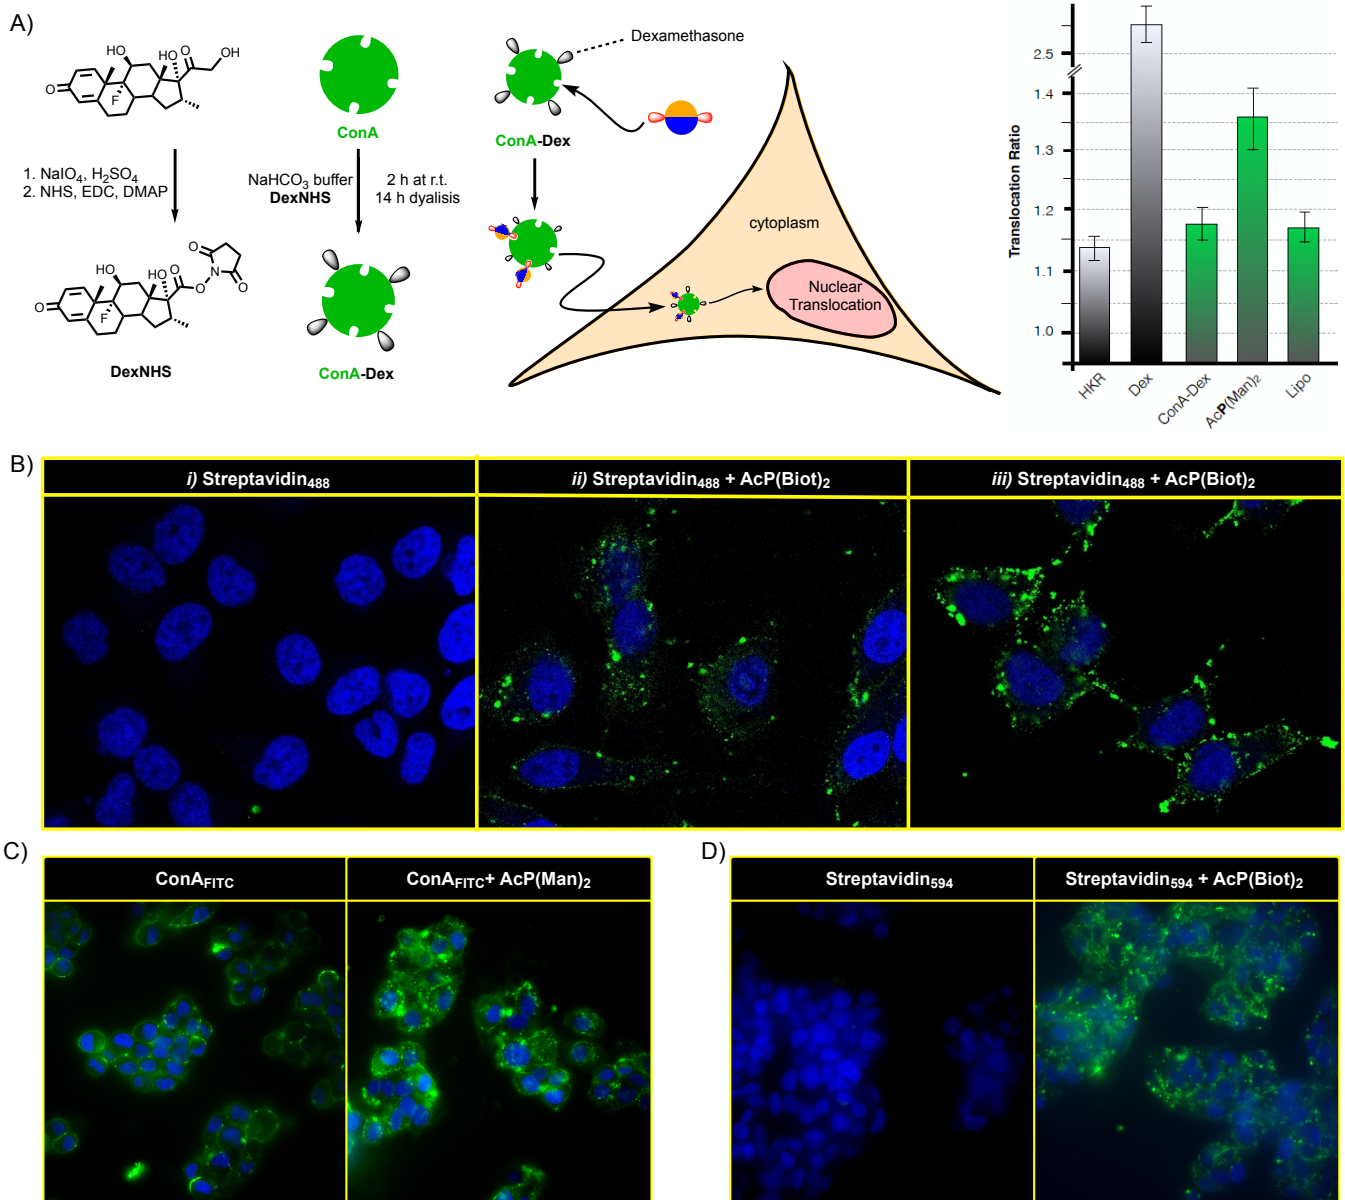 A)
HO
O
HO
OH
O
F
1. NaIO4, H2SO4
2. NHS, EDC, DMAP
HO
O
HO
O
O
N
O
O
F
DexNHS
ConA
NaHCO3 buffer
DexNHS
2 h at r.t.
14 h dyalisis
ConA-Dex
Dexamethasone
ConA-Dex
cytoplasm
Nuclear
Translocation
Translocation Ratio
2.5
1.4
1.3
1.2
1.1
1.0
HKR
Dex
ConA-Dex
AcP(Man)2
Lipo
B)
i) Streptavidin488
ii) Streptavidin488 + AcP(Biot)2
iii) Streptavidin488 + AcP(Biot)2
C)
ConAFITC
ConAFITC+ AcP(Man)2
D)
Streptavidin594
Streptavidin594 + AcP(Biot)2